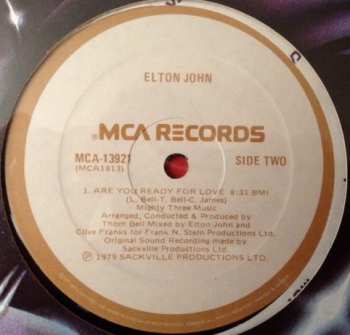 ELTON JOHN
MCA RECORDS
MCA-13921 SIDE TWO
(MCA1913)
1. ARE YOU READY FOR LOVE 8:31 BMI
(L. Bell-T. Bell-C. James)
Mighty Three Music
Arranged, Conducted & Produced by
Thom Bell Mixed by Elton John and
Clive Franks for Frank N. Stein Productions Ltd.
Original Sound Recording made by
Sackville Productions Ltd.
Ⓟ 1979 SACKVILLE PRODUCTIONS LTD.